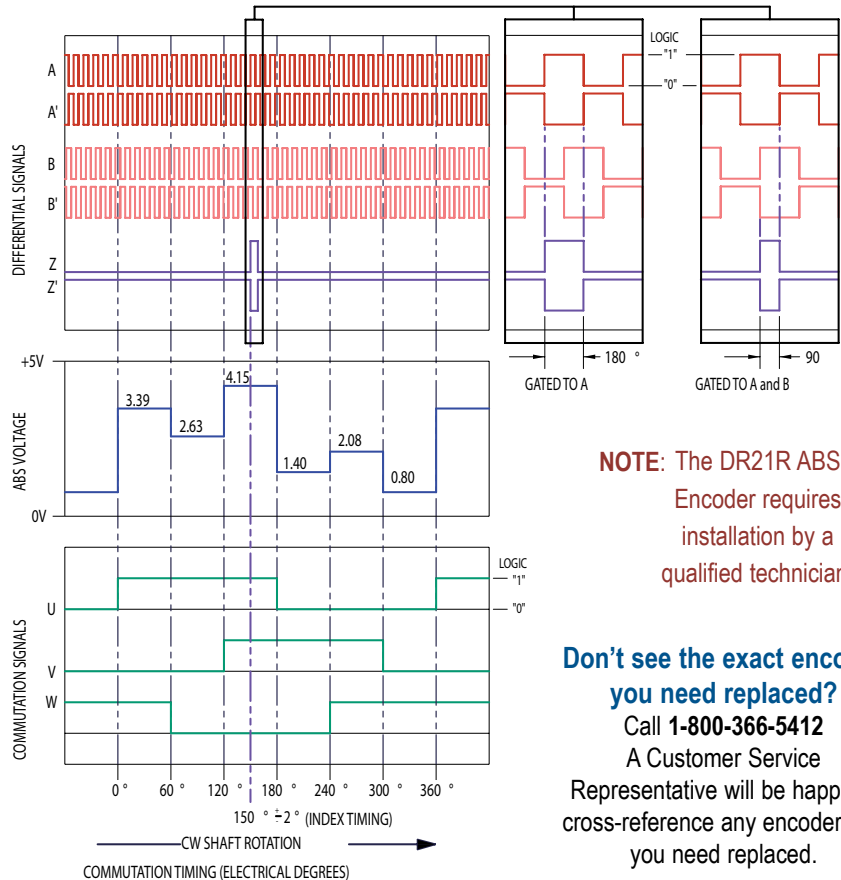 LOGIC
"1"
"0"
DIFFERENTIAL SIGNALS
A
A'
B
B'
Z
Z'
180 °
GATED TO A
90
GATED TO A and B
ABS VOLTAGE
+5V
0V
3.39
2.63
4.15
1.40
2.08
0.80
NOTE: The DR21R ABS
Encoder requires
installation by a
qualified technician
COMMUTATION SIGNALS
U
V
W
LOGIC
"1"
"0"
0 ° 60 ° 120 ° 180 ° 240 ° 300 ° 360 °
150 ° ± 2 ° (INDEX TIMING)
CW SHAFT ROTATION
COMMUTATION TIMING (ELECTRICAL DEGREES)
Don't see the exact enco
you need replaced?
Call 1-800-366-5412
A Customer Service
Representative will be happ
cross-reference any encoder
you need replaced.